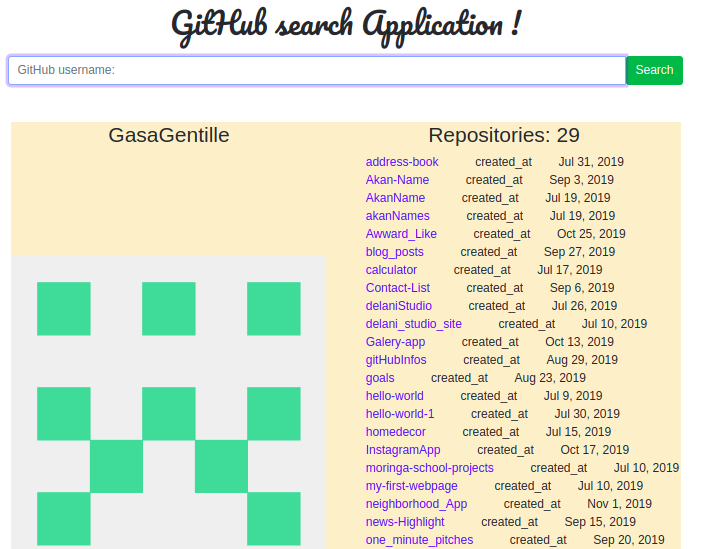 GitHub search Application !
GitHub username:
Search
GasaGentille
Repositories: 29
address-book created_at Jul 31, 2019
Akan-Name created_at Sep 3, 2019
AkanName created_at Jul 19, 2019
akanNames created_at Jul 19, 2019
Awward_Like created_at Oct 25, 2019
blog_posts created_at Sep 27, 2019
calculator created_at Jul 17, 2019
Contact-List created_at Sep 6, 2019
delaniStudio created_at Jul 26, 2019
delani_studio_site created_at Jul 10, 2019
Galery-app created_at Oct 13, 2019
gitHubInfos created_at Aug 29, 2019
goals created_at Aug 23, 2019
hello-world created_at Jul 9, 2019
hello-world-1 created_at Jul 30, 2019
homedecor created_at Jul 15, 2019
InstagramApp created_at Oct 17, 2019
moringa-school-projects created_at Jul 10, 2019
my-first-webpage created_at Jul 10, 2019
neighborhood_App created_at Nov 1, 2019
news-Highlight created_at Sep 15, 2019
one_minute_pitches created_at Sep 20, 2019